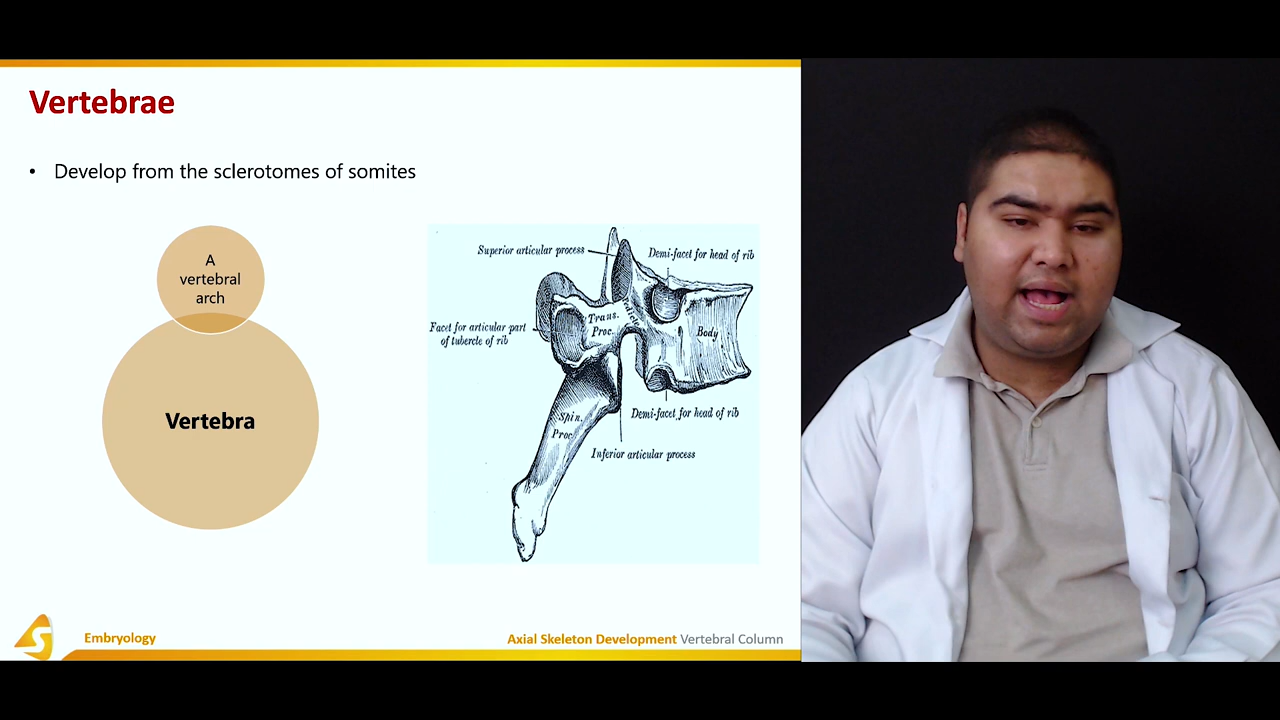 Vertebrae
• Develop from the sclerotomes of somites
A
vertebral
arch
Vertebra
Superior articular process
Demi-facet for head of rib
Facet for articular part
of tubercle of rib
Trans.
Proc.
Body
Demi-facet for head of rib
Spin.
Proc.
Inferior articular process
Embryology
Axial Skeleton Development Vertebral Column